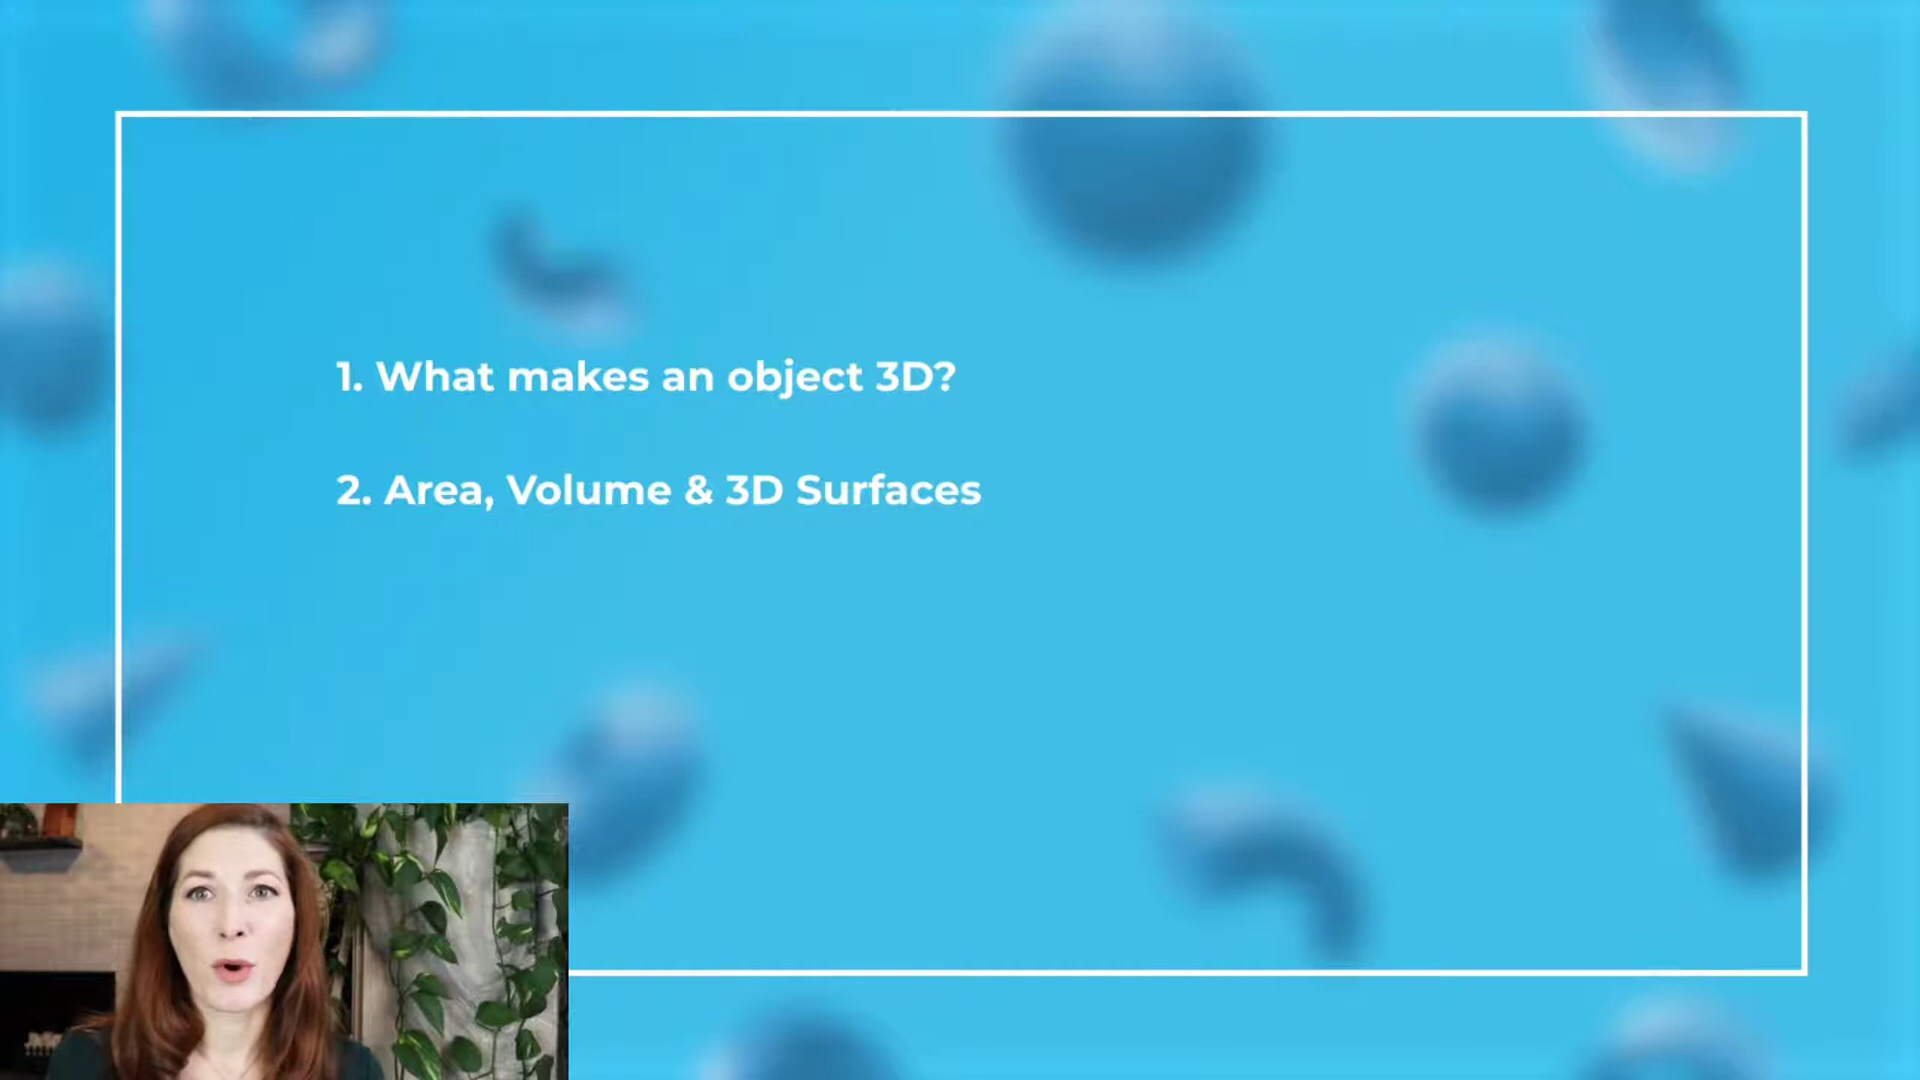 1. What makes an object 3D?
2. Area, Volume & 3D Surfaces